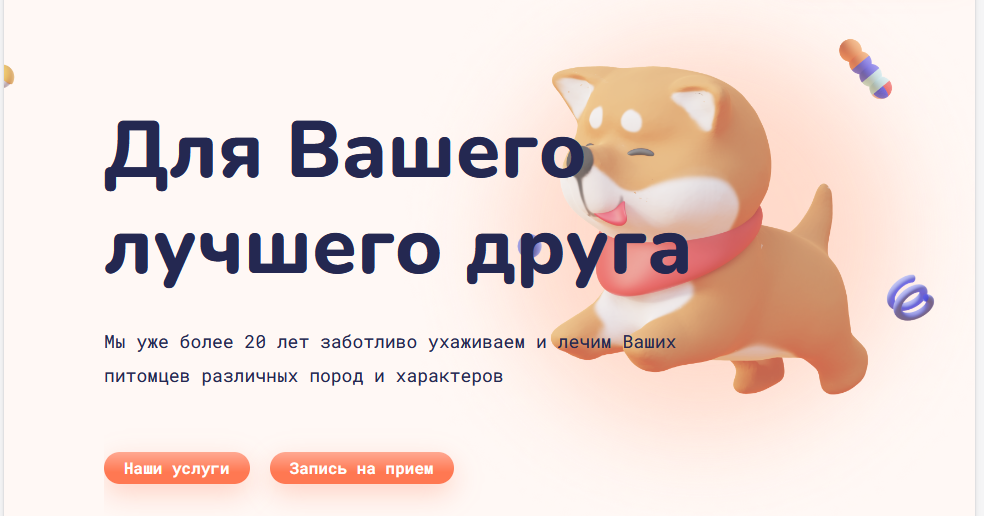 Для Вашего
лучшего друга
Мы уже более 20 лет заботливо ухаживаем и лечим Ваших
питомцев различных пород и характеров
Наши услуги
Запись на прием